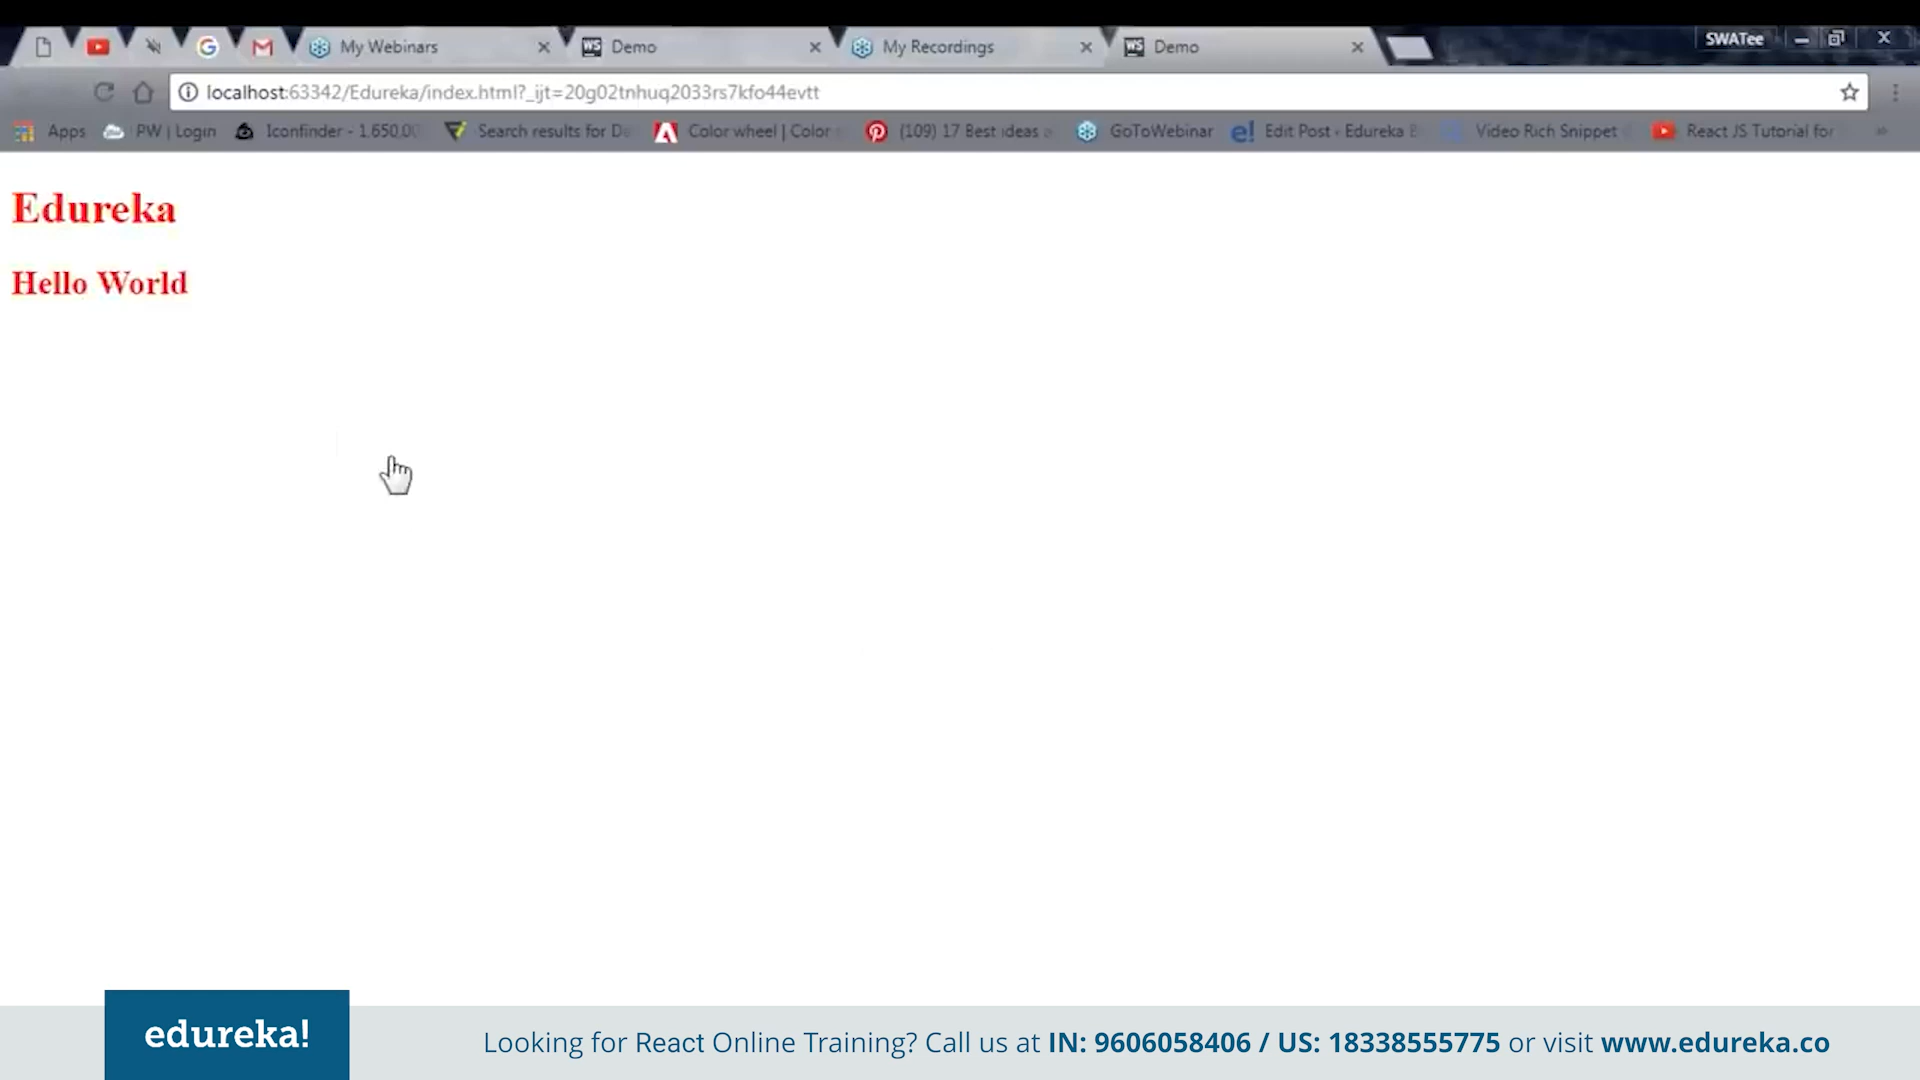 My Webinars
Demo
My Recordings
Demo
SWATee
localhost:63342/Edureka/index.html?_ijt=20g02tnhuq2033rs7kfo44evtt
Apps PW | Login Iconfinder - 1.650.00 Search results for De Color wheel | Color (109) 17 Best ideas GoToWebinar Edit Post ‹ Edureka Video Rich Snippet React JS Tutorial for
Edureka
Hello World
edureka!
Looking for React Online Training? Call us at IN: 9606058406 / US: 18338555775 or visit www.edureka.co